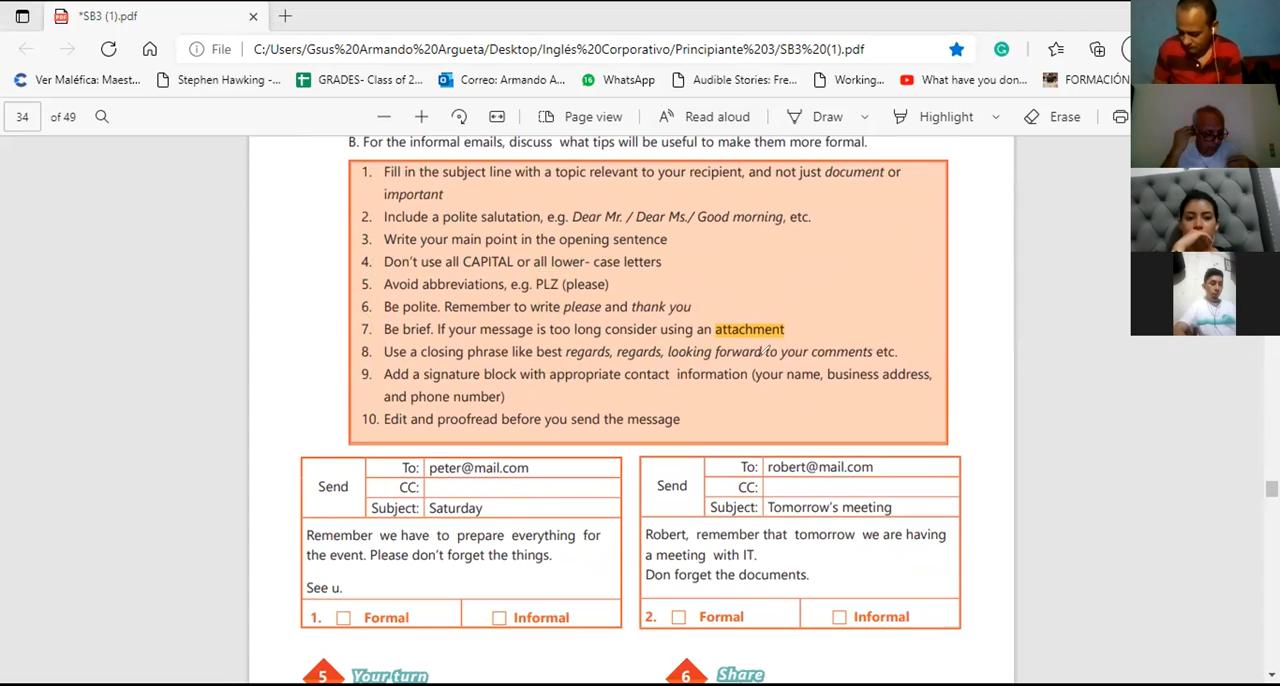 *SB3 (1).pdf
File
C:/Users/Gsus%20Armando%20Argueta/Desktop/Inglés%20Corporativo/Principiante%203/SB3%20(1).pdf
Ver Maléfica: Maest...
Stephen Hawking -...
GRADES- Class of 2...
Correo: Armando A...
WhatsApp
Audible Stories: Fre...
Working...
What have you don...
FORMACIÓN
34 of 49
Page view
Read aloud
Draw
Highlight
Erase
B. For the informal emails, discuss what tips will be useful to make them more formal.
1. Fill in the subject line with a topic relevant to your recipient, and not just document or
important
2. Include a polite salutation, e.g. Dear Mr. / Dear Ms./ Good morning, etc.
3. Write your main point in the opening sentence
4. Don't use all CAPITAL or all lower- case letters
5. Avoid abbreviations, e.g. PLZ (please)
6. Be polite. Remember to write please and thank you
7. Be brief. If your message is too long consider using an attachment
8. Use a closing phrase like best regards, regards, looking forward to your comments etc.
9. Add a signature block with appropriate contact information (your name, business address,
and phone number)
10. Edit and proofread before you send the message
Send
To: peter@mail.com
CC:
Subject: Saturday
Remember we have to prepare everything for
the event. Please don't forget the things.
See u.
1. Formal
Informal
Send
To: robert@mail.com
CC:
Subject: Tomorrow's meeting
Robert, remember that tomorrow we are having
a meeting with IT.
Don forget the documents.
2. Formal
Informal
5 Your turn
6 Share